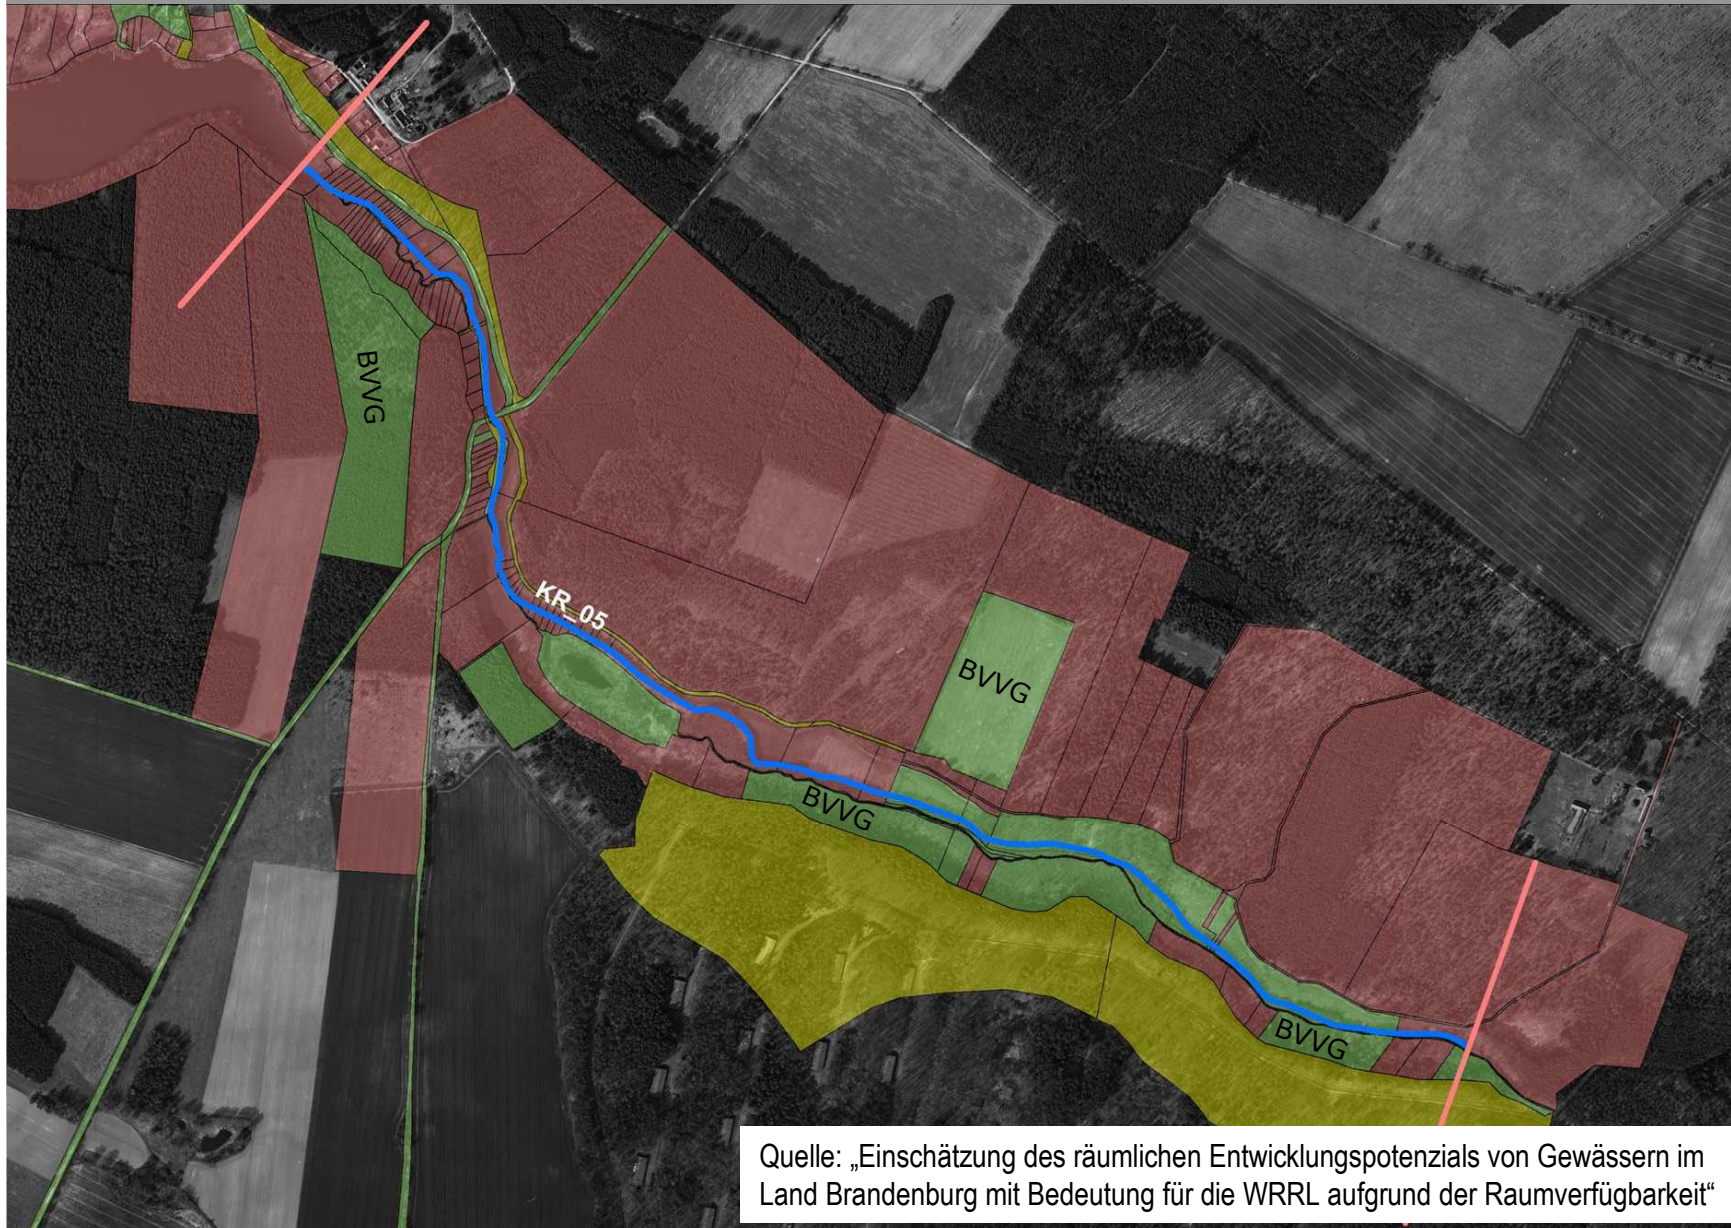 BVVG
KR_05
BVVG
BVVG
BVVG
Quelle: „Einschätzung des räumlichen Entwicklungspotenzials von Gewässern im
Land Brandenburg mit Bedeutung für die WRRL aufgrund der Raumverfügbarkeit“